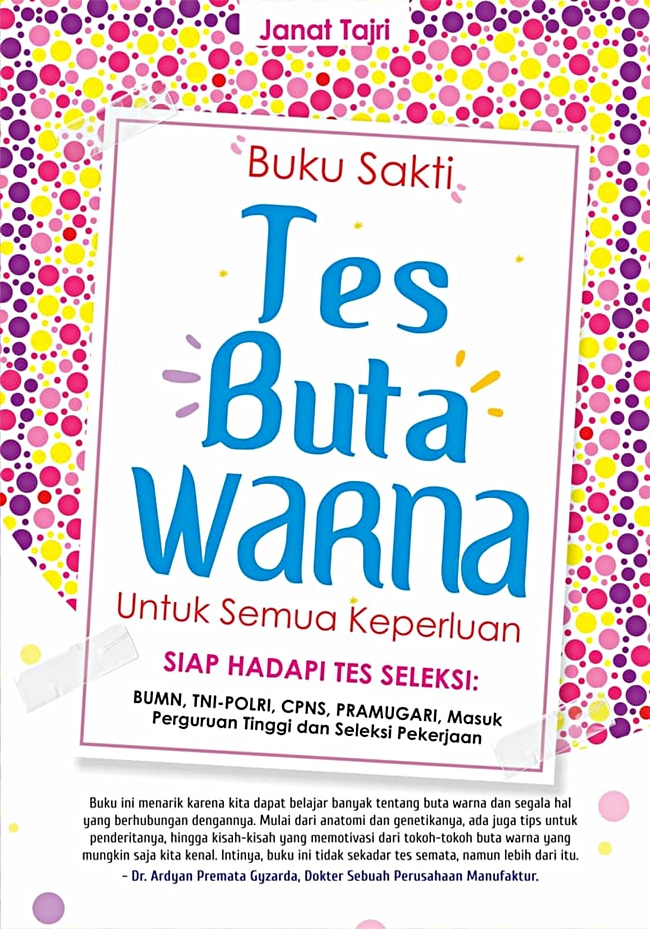 Janat Tajri
Buku Sakti
Tes
Buta
WARNA
Untuk Semua Keperluan
SIAP HADAPI TES SELEKSI:
BUMN, TNI-POLRI, CPNS, PRAMUGARI, Masuk
Perguruan Tinggi dan Seleksi Pekerjaan
Buku ini menarik karena kita dapat belajar banyak tentang buta warna dan segala hal
yang berhubungan dengannya. Mulai dari anatomi dan genetikanya, ada juga tips untuk
penderitanya, hingga kisah-kisah yang memotivasi dari tokoh-tokoh buta warna yang
mungkin saja kita kenal. Intinya, buku ini tidak sekadar tes semata, namun lebih dari itu.
– Dr. Ardyan Premata Gyzarda, Dokter Sebuah Perusahaan Manufaktur.